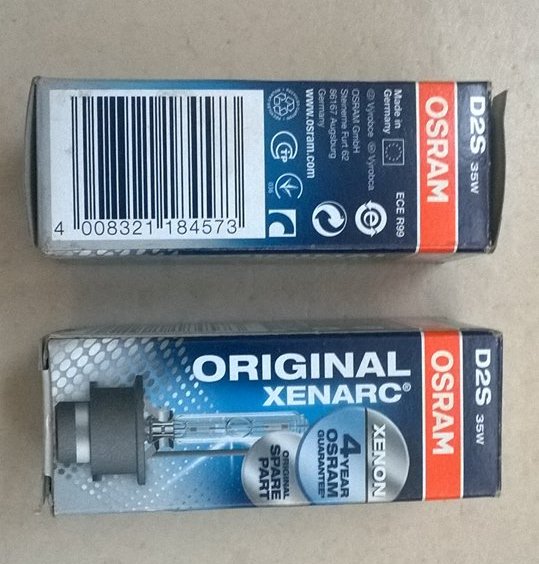 D2S 35W
OSRAM
ECE R99
Made in
Germany
Výrobce Výrobca
OSRAM GmbH
Steinerne Furt 62
86167 Augsburg
Germany
www.osram.com
036
4 008321 184573
D2S 35W
OSRAM
ORIGINAL
XENARC®
XENON
4 YEAR
OSRAM
GUARANTEE
ORIGINAL
SPARE
PART